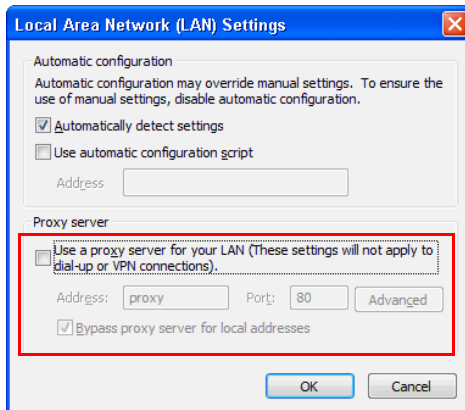 Local Area Network (LAN) Settings
Automatic configuration
Automatic configuration may override manual settings. To ensure the
use of manual settings, disable automatic configuration.
Automatically detect settings
Use automatic configuration script
Address
Proxy server
Use a proxy server for your LAN (These settings will not apply to
dial-up or VPN connections).
Address: proxy Port: 80 Advanced
Bypass proxy server for local addresses
OK Cancel